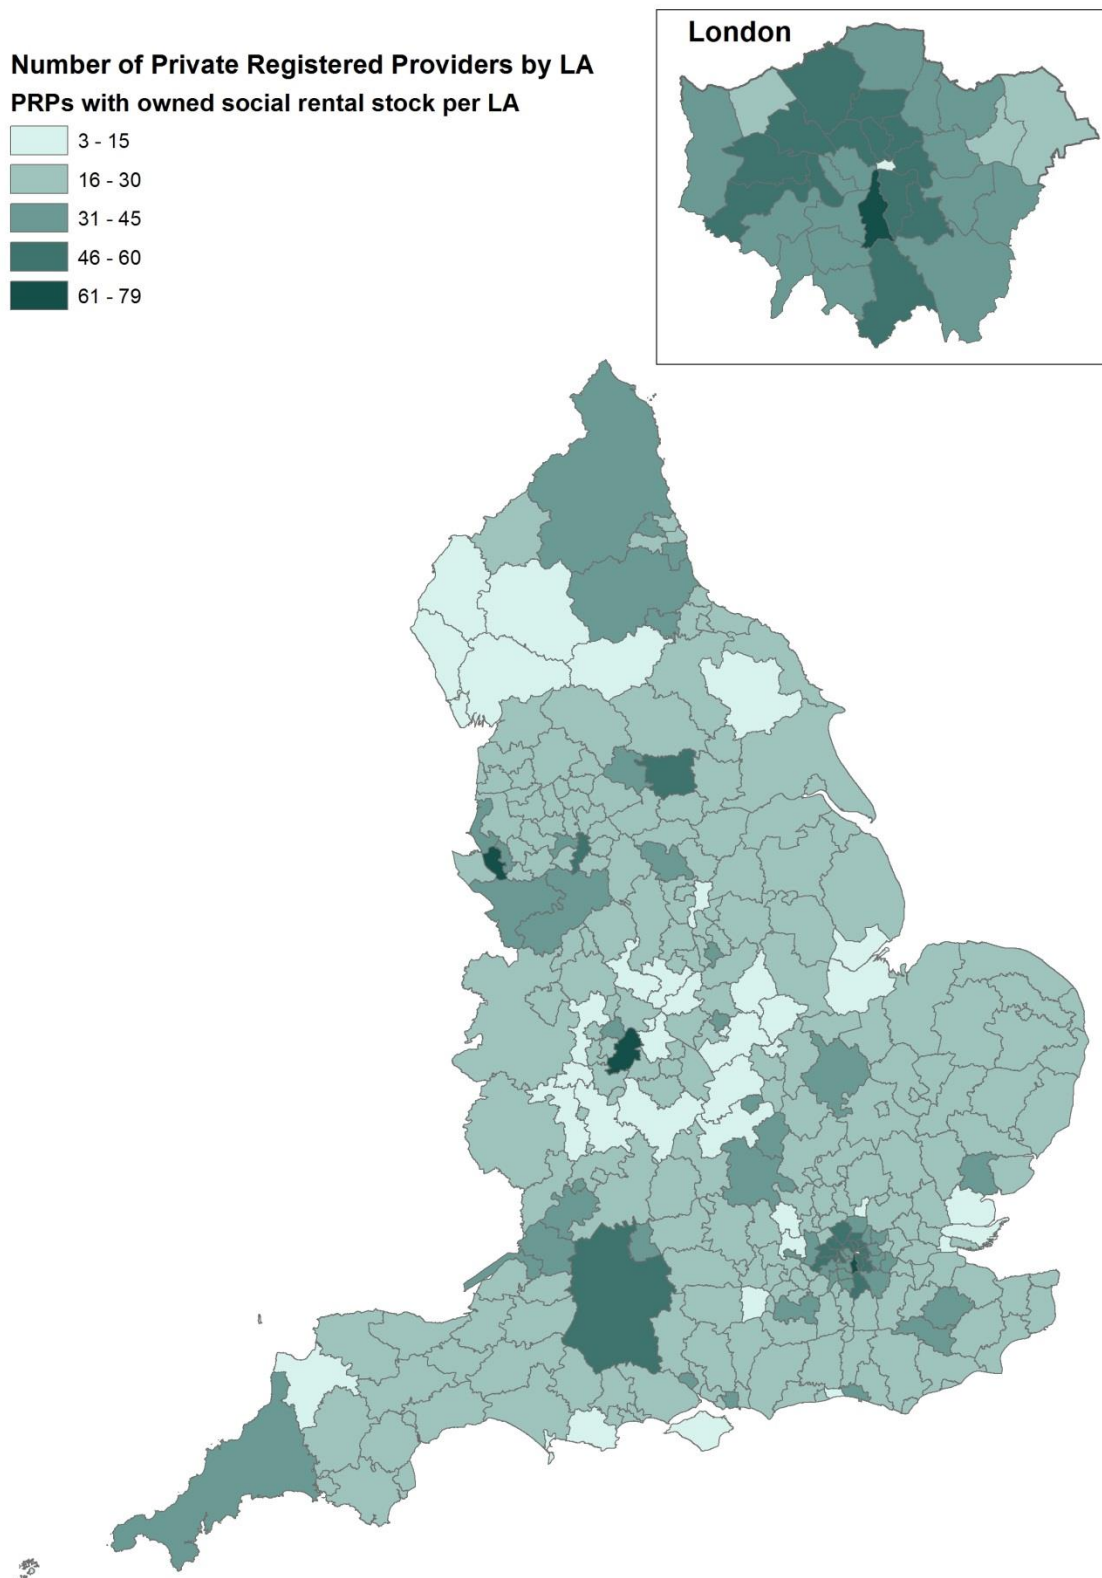 Number of Private Registered Providers by LA
PRPs with owned social rental stock per LA
3 - 15
16 - 30
31 - 45
46 - 60
61 - 79
London